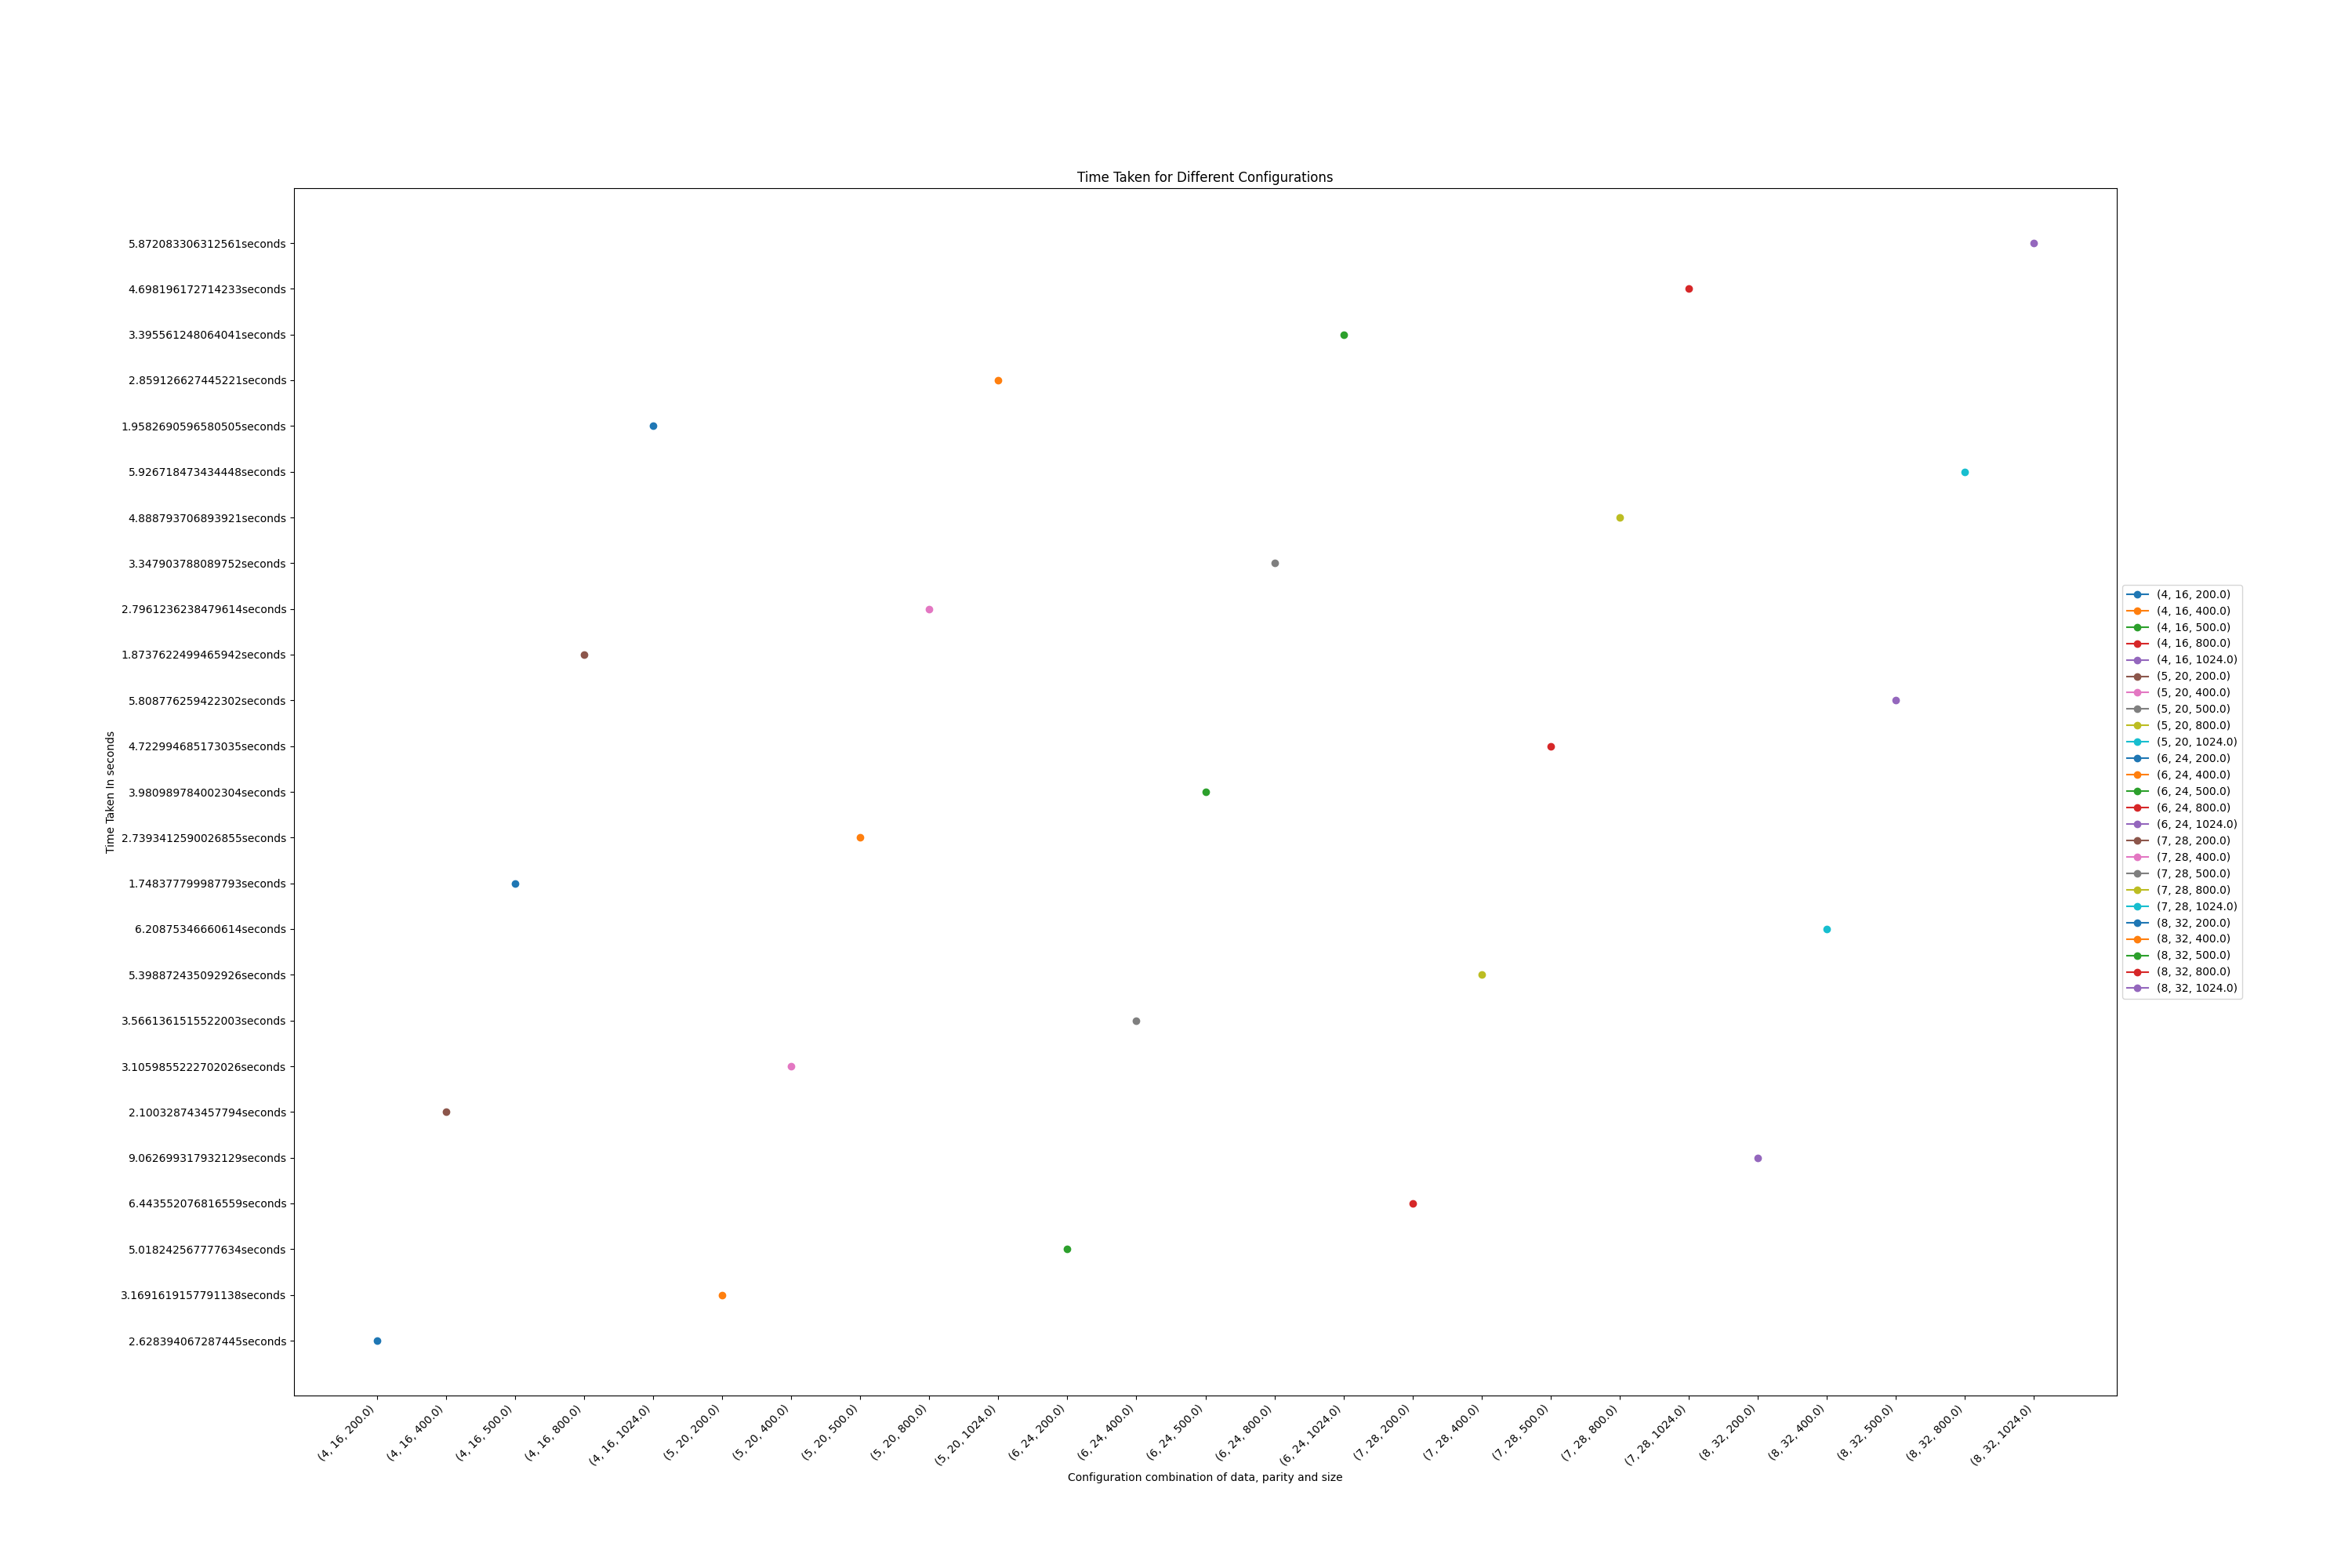 Time Taken for Different Configurations
5.872083306312561seconds
4.698196172714233seconds
3.395561248064041seconds
2.859126627445221seconds
1.9582690596580505seconds
5.926718473434448seconds
4.888793706893921seconds
3.347903788089752seconds
2.7961236238479614seconds
1.8737622499465942seconds
5.808776259422302seconds
4.722994685173035seconds
3.980989784002304seconds
2.7393412590026855seconds
1.748377799987793seconds
6.20875346660614seconds
5.398872435092926seconds
3.5661361515522003seconds
3.1059855222702026seconds
2.100328743457794seconds
9.062699317932129seconds
6.443552076816559seconds
5.018242567777634seconds
3.1691619157791138seconds
2.628394067287445seconds
Time Taken In seconds
(4, 16, 200.0)
(4, 16, 400.0)
(4, 16, 500.0)
(4, 16, 800.0)
(4, 16, 1024.0)
(5, 20, 200.0)
(5, 20, 400.0)
(5, 20, 500.0)
(5, 20, 800.0)
(5, 20, 1024.0)
(6, 24, 200.0)
(6, 24, 400.0)
(6, 24, 500.0)
(6, 24, 800.0)
(6, 24, 1024.0)
(7, 28, 200.0)
(7, 28, 400.0)
(7, 28, 500.0)
(7, 28, 800.0)
(7, 28, 1024.0)
(8, 32, 200.0)
(8, 32, 400.0)
(8, 32, 500.0)
(8, 32, 800.0)
(8, 32, 1024.0)
Configuration combination of data, parity and size
(4, 16, 200.0)
(4, 16, 400.0)
(4, 16, 500.0)
(4, 16, 800.0)
(4, 16, 1024.0)
(5, 20, 200.0)
(5, 20, 400.0)
(5, 20, 500.0)
(5, 20, 800.0)
(5, 20, 1024.0)
(6, 24, 200.0)
(6, 24, 400.0)
(6, 24, 500.0)
(6, 24, 800.0)
(6, 24, 1024.0)
(7, 28, 200.0)
(7, 28, 400.0)
(7, 28, 500.0)
(7, 28, 800.0)
(7, 28, 1024.0)
(8, 32, 200.0)
(8, 32, 400.0)
(8, 32, 500.0)
(8, 32, 800.0)
(8, 32, 1024.0)